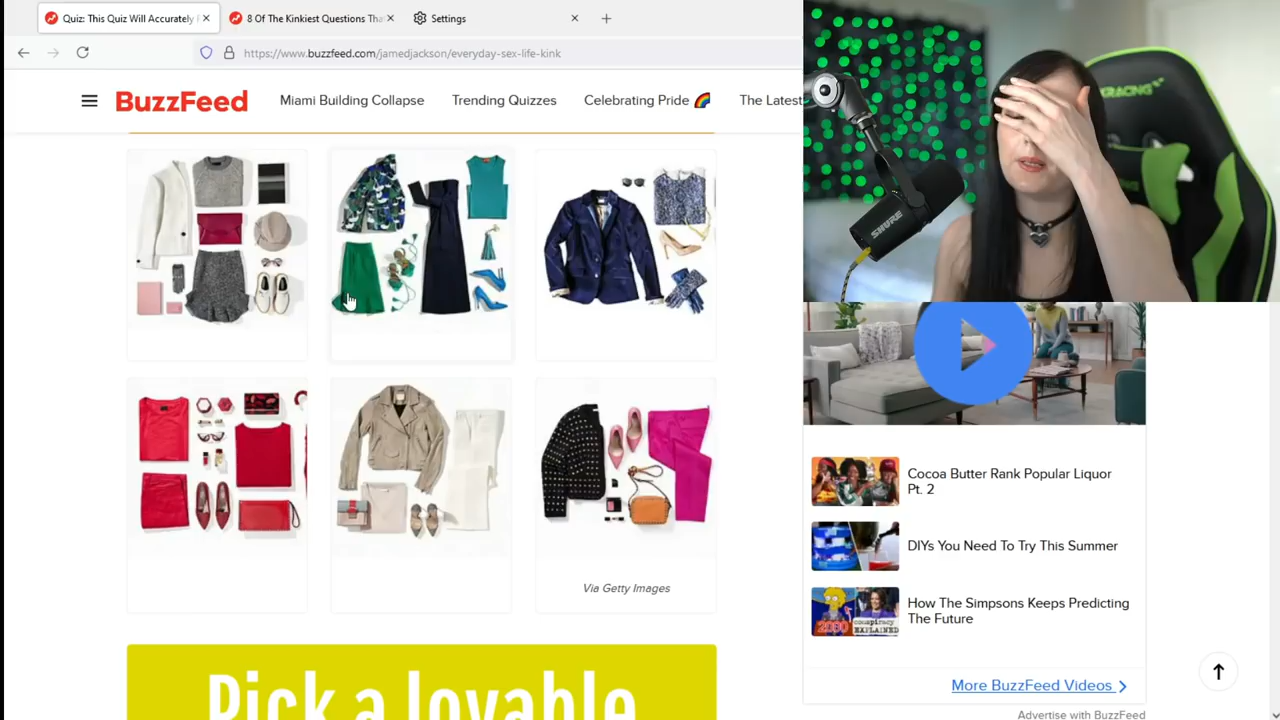 Quiz: This Quiz Will Accurately
8 Of The Kinkiest Questions Tha
Settings
https://www.buzzfeed.com/jamedjackson/everyday-sex-life-kink
BuzzFeed
Miami Building Collapse
Trending Quizzes
Celebrating Pride
The Latest
SHURE
Cocoa Butter Rank Popular Liquor
Pt. 2
DIYs You Need To Try This Summer
2030
conspiracy
EXPLAINED
How The Simpsons Keeps Predicting
The Future
Via Getty Images
Pick a lovable
More BuzzFeed Videos
Advertise with BuzzFeed